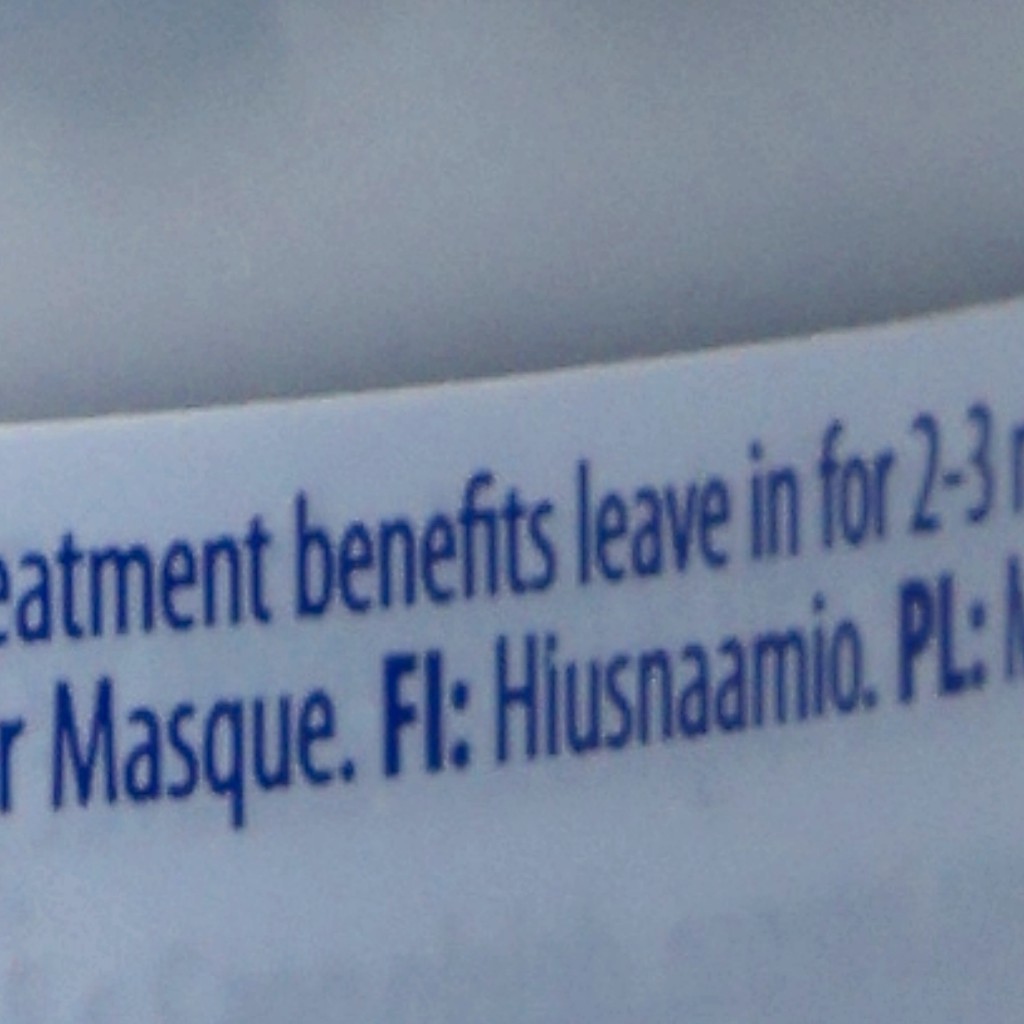 eatment benefits leave in for 2-3
r Masque. FI: Hiusnaamio. PL: